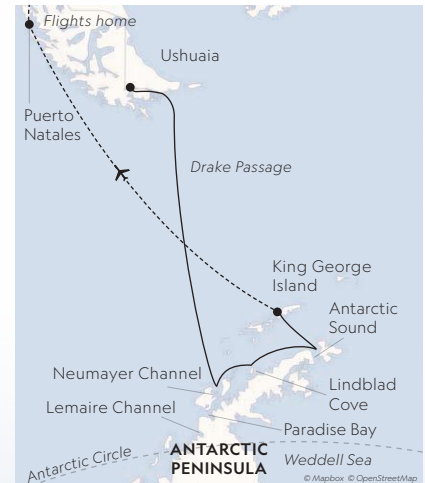 Flights home
Ushuaia
Puerto
Natales
Drake Passage
King George
Island
Antarctic
Sound
Neumayer Channel
Lindblad
Cove
Lemaire Channel
Paradise Bay
ANTARCTIC
PENINSULA
Weddell Sea
Antarctic Circle
© Mapbox © OpenStreetMap